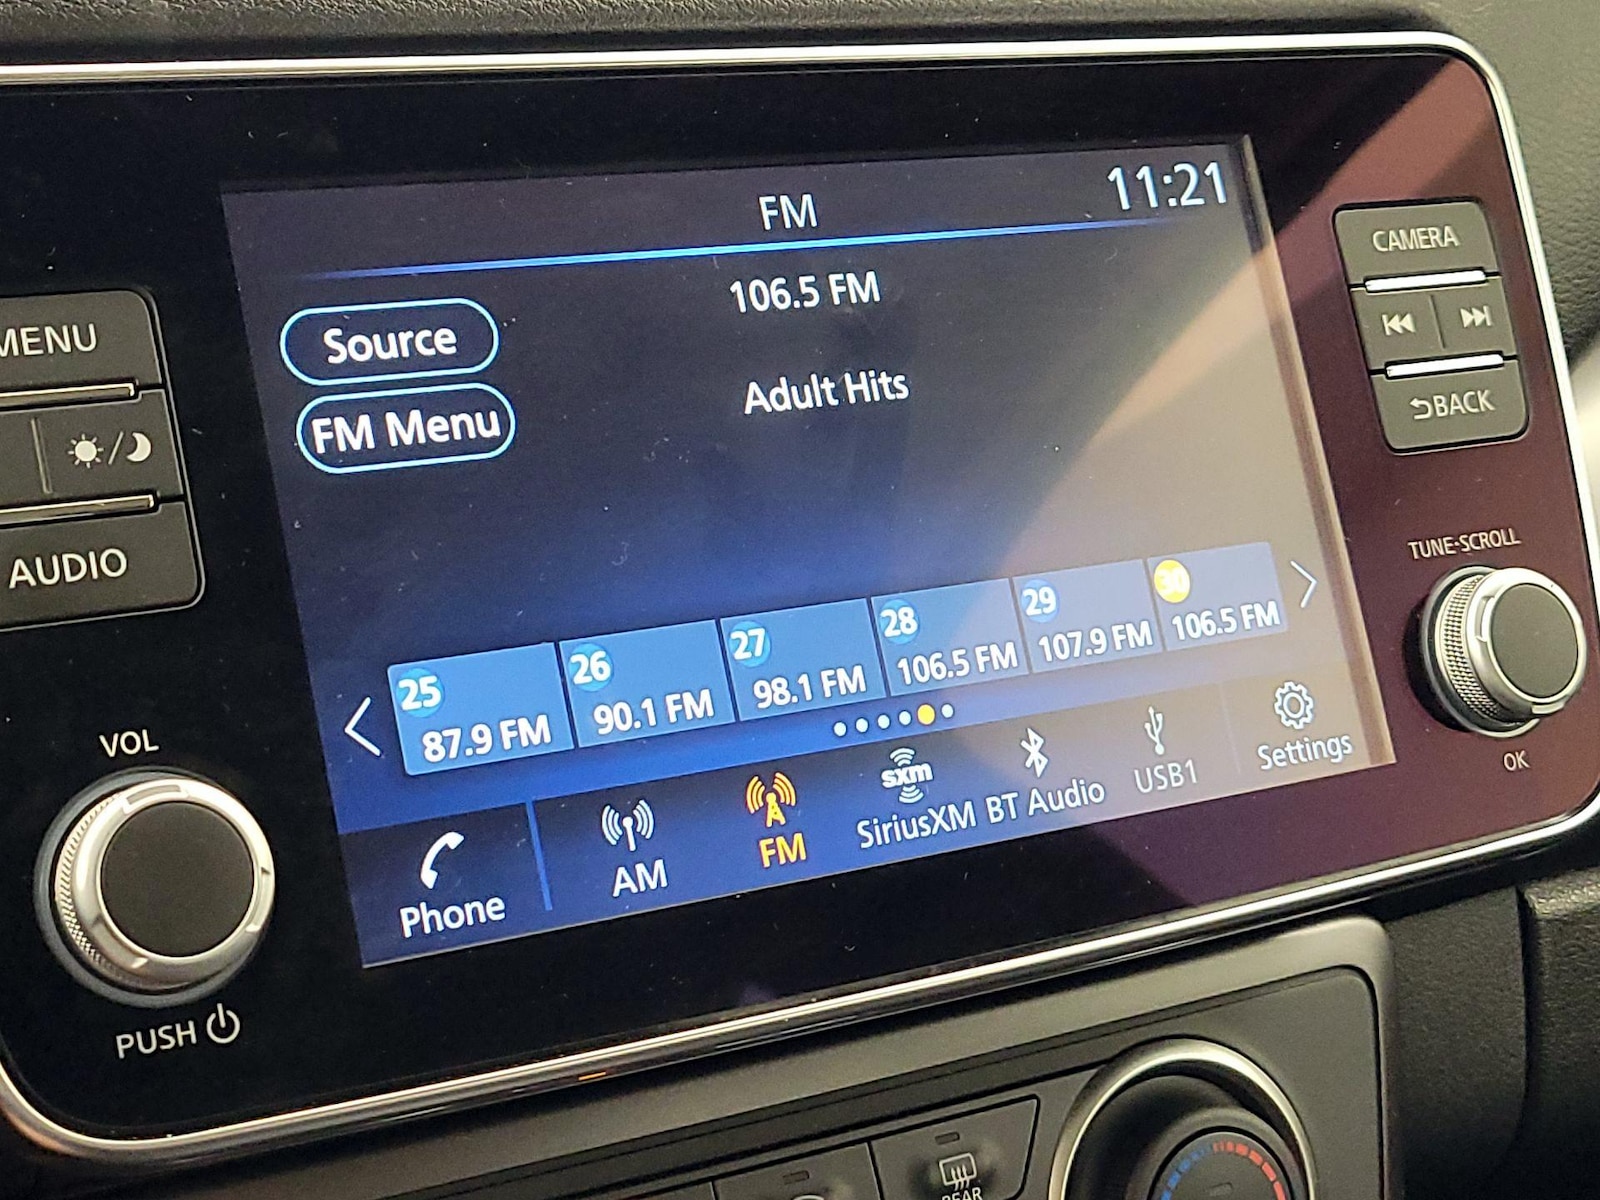 FM
11:21
106.5 FM
Source
Adult Hits
FM Menu
25
87.9 FM
26
90.1 FM
27
98.1 FM
28
106.5 FM
29
107.9 FM
30
106.5 FM
Phone
AM
FM
sxm
SiriusXM
BT Audio
USB1
Settings
MENU
AUDIO
VOL
PUSH
CAMERA
BACK
TUNE·SCROLL
OK
REAR